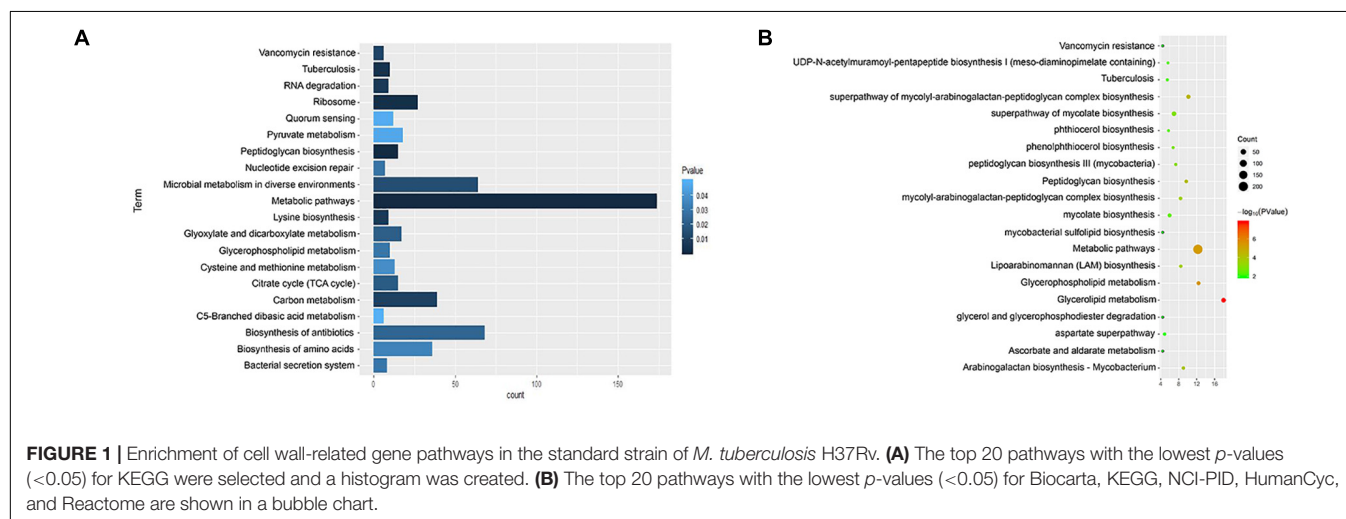 A
Term
Vancomycin resistance
Tuberculosis
RNA degradation
Ribosome
Quorum sensing
Pyruvate metabolism
Peptidoglycan biosynthesis
Nucleotide excision repair
Microbial metabolism in diverse environments
Metabolic pathways
Lysine biosynthesis
Glyoxylate and dicarboxylate metabolism
Glycerophospholipid metabolism
Cysteine and methionine metabolism
Citrate cycle (TCA cycle)
Carbon metabolism
C5-Branched dibasic acid metabolism
Biosynthesis of antibiotics
Biosynthesis of amino acids
Bacterial secretion system
0 50 100 150
count
Pvalue
0.04
0.03
0.02
0.01
B
Vancomycin resistance
UDP-N-acetylmuramoyl-pentapeptide biosynthesis I (meso-diaminopimelate containing)
Tuberculosis
superpathway of mycolyl-arabinogalactan-peptidoglycan complex biosynthesis
superpathway of mycolate biosynthesis
phthiocerol biosynthesis
phenolphthiocerol biosynthesis
peptidoglycan biosynthesis III (mycobacteria)
Peptidoglycan biosynthesis
mycolyl-arabinogalactan-peptidoglycan complex biosynthesis
mycolate biosynthesis
mycobacterial sulfolipid biosynthesis
Metabolic pathways
Lipoarabinomannan (LAM) biosynthesis
Glycerophospholipid metabolism
Glycerolipid metabolism
glycerol and glycerophosphodiester degradation
aspartate superpathway
Ascorbate and aldarate metabolism
Arabinogalactan biosynthesis - Mycobacterium
4 8 12 16
Count
50
100
150
200
-log10(PValue)
6
4
2
FIGURE 1 | Enrichment of cell wall-related gene pathways in the standard strain of M. tuberculosis H37Rv. (A) The top 20 pathways with the lowest p-values
(<0.05) for KEGG were selected and a histogram was created. (B) The top 20 pathways with the lowest p-values (<0.05) for Biocarta, KEGG, NCI-PID, HumanCyc,
and Reactome are shown in a bubble chart.